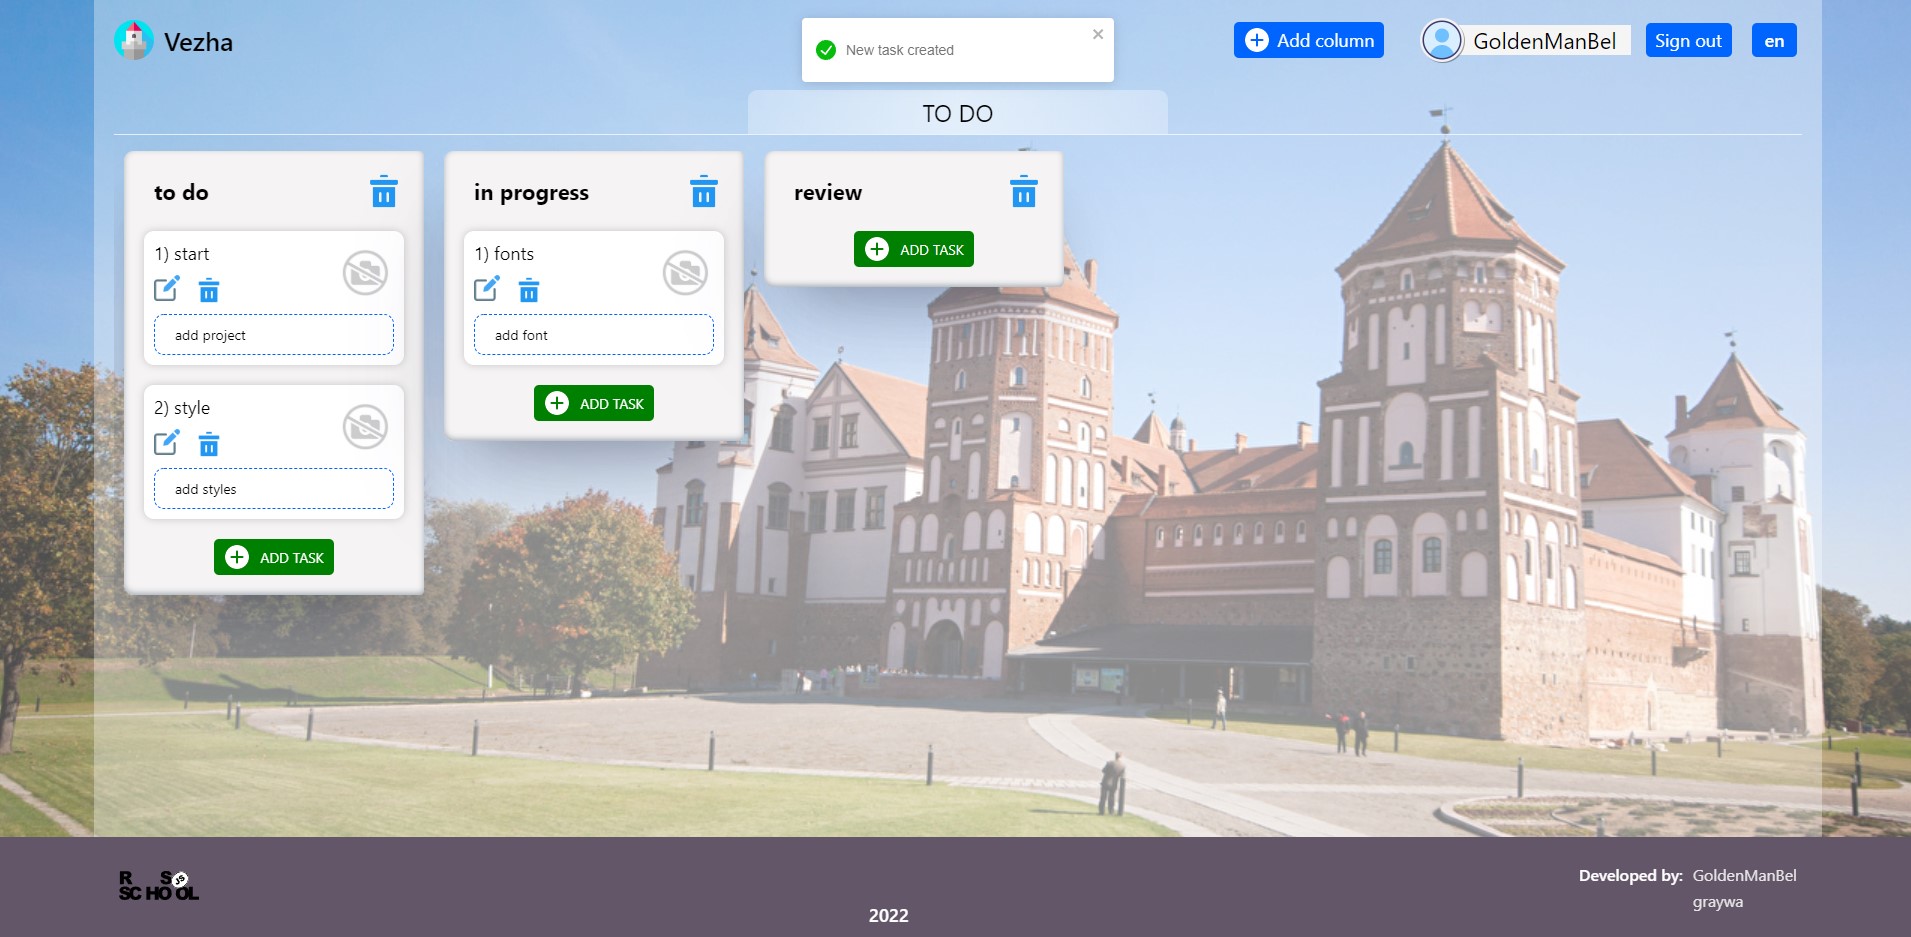 Vezha
New task created
Add column
GoldenManBel
Sign out
en
TO DO
to do
1) start
add project
2) style
add styles
ADD TASK
in progress
1) fonts
add font
ADD TASK
review
ADD TASK
R S JS
SCHOOL
2022
Developed by: GoldenManBel
graywa